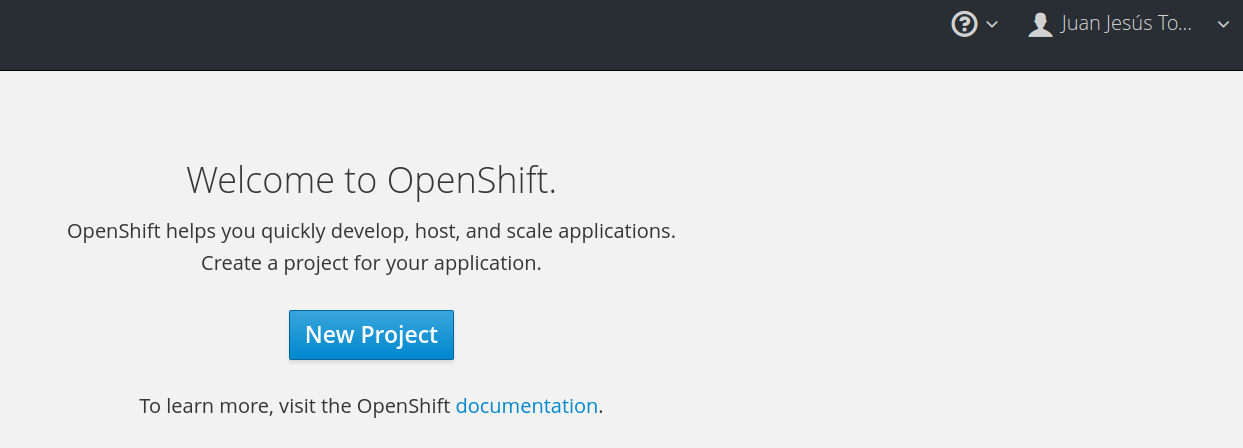 Juan Jesús To...
Welcome to OpenShift.
OpenShift helps you quickly develop, host, and scale applications.
Create a project for your application.
New Project
To learn more, visit the OpenShift documentation.